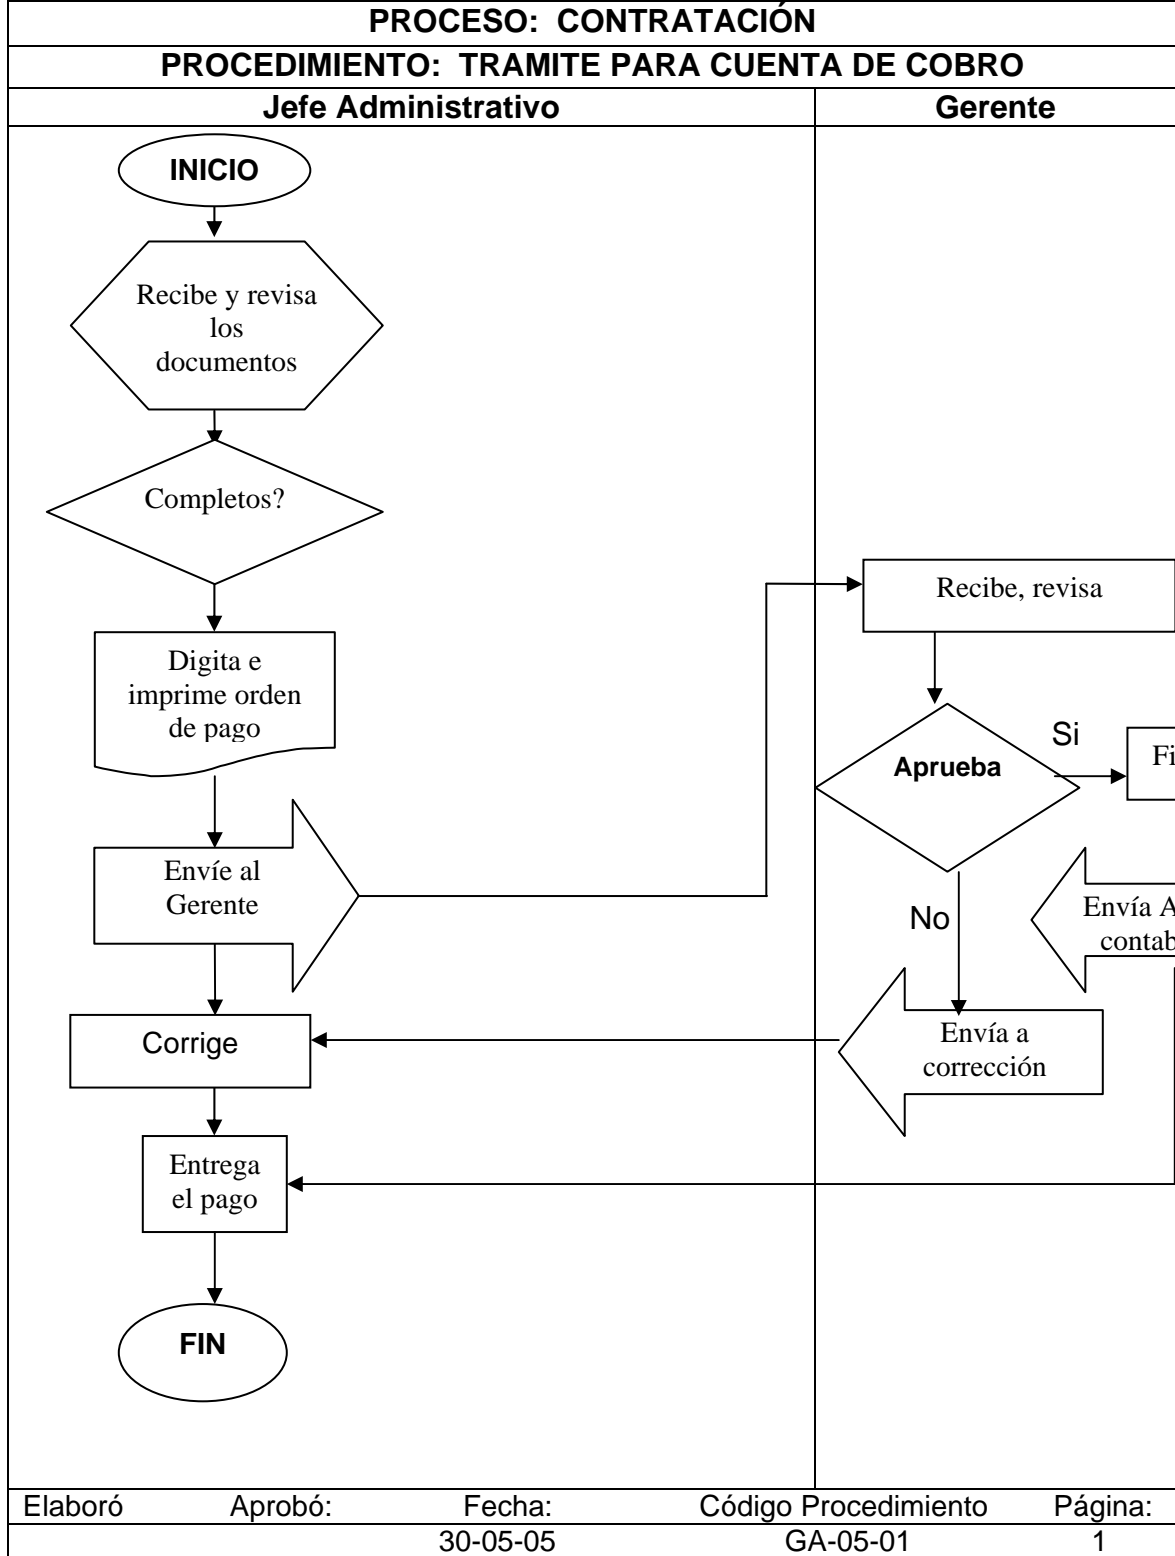 PROCESO: CONTRATACIÓN
PROCEDIMIENTO: TRAMITE PARA CUENTA DE COBRO
Jefe Administrativo
Gerente
INICIO
Recibe y revisa
los
documentos
Completos?
Digita e
imprime orden
de pago
Envíe al
Gerente
Corrige
Entrega
el pago
FIN
Recibe, revisa
Aprueba
Si
No
Envía
Envía a
corrección
Elaboró Aprobó: Fecha: Código Procedimiento Página:
30-05-05 GA-05-01 1